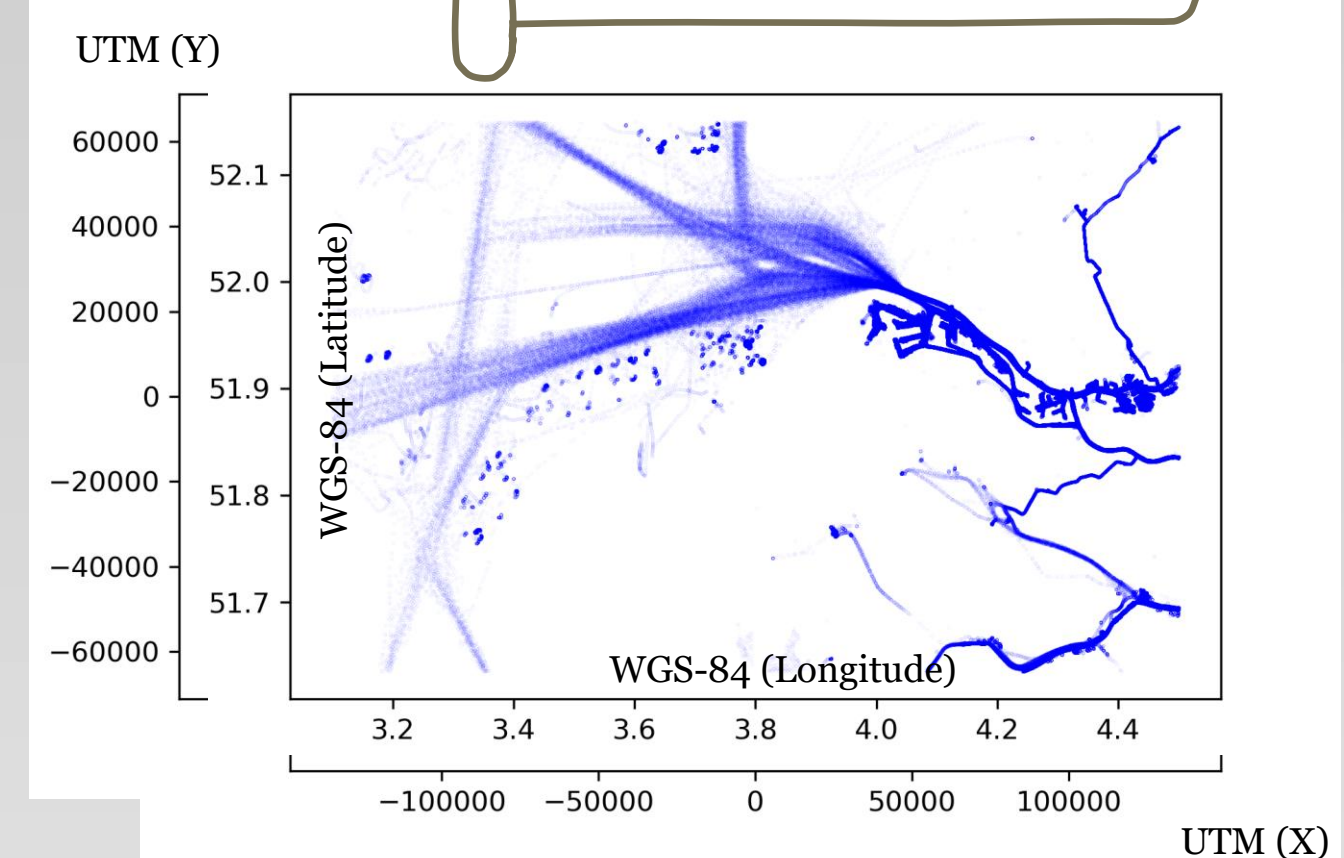 UTM (Y)
60000
40000
20000
0
−20000
−40000
−60000
52.1
52.0
51.9
51.8
51.7
WGS-84 (Latitude)
WGS-84 (Longitude)
3.2 3.4 3.6 3.8 4.0 4.2 4.4
−100000 −50000 0 50000 100000
UTM (X)